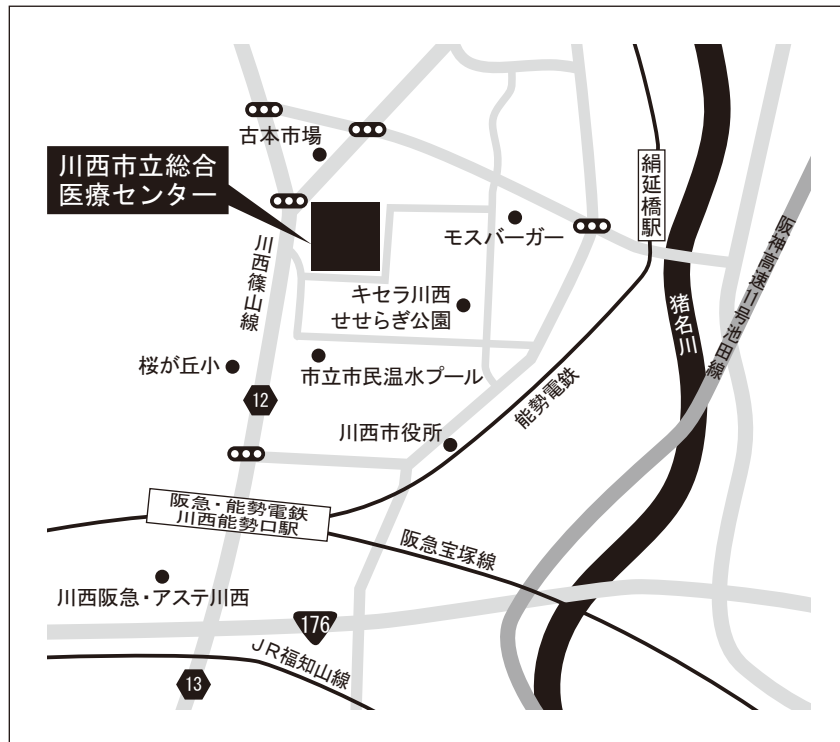 古本市場
川西市立総合
医療センター
絹延橋駅
モスバーガー
阪神高速11号池田線
川西篠山線
キセラ川西
せせらぎ公園
猪名川
桜が丘小
市立市民温水プール
12
能勢電鉄
川西市役所
阪急・能勢電鉄
川西能勢口駅
阪急宝塚線
川西阪急・アステ川西
176
JR福知山線
13